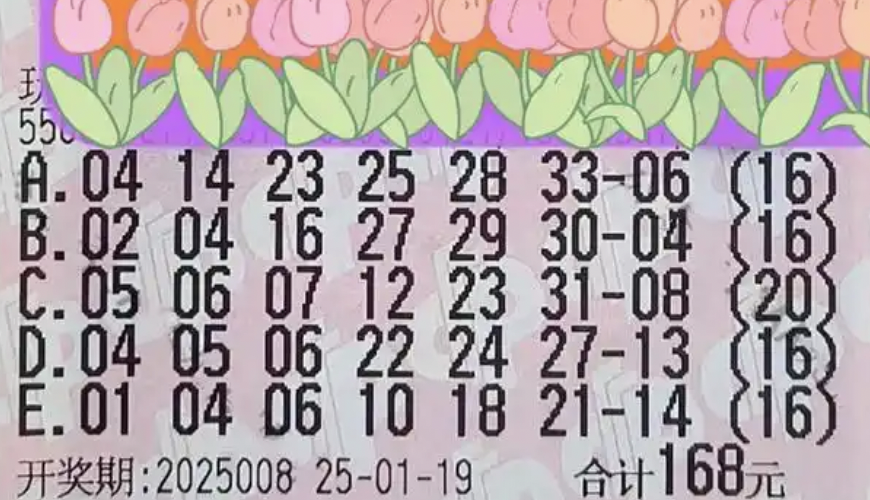 A.04 14 23 25 28 33-06 (16)
B.02 04 16 27 29 30-04 (16)
C.05 06 07 12 23 31-08 (20)
D.04 05 06 22 24 27-13 (16)
E.01 04 06 10 18 21-14 (16)
开奖期:2025008 25-01-19 合计168元